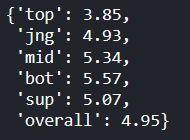 {'top': 3.85,
'jng': 4.93,
'mid': 5.34,
'bot': 5.57,
'sup': 5.07,
'overall': 4.95}